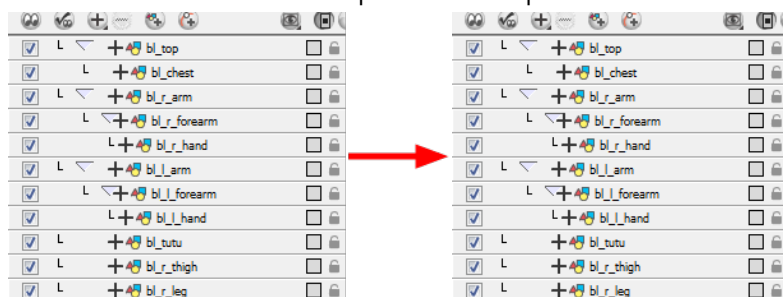 bl_top
bl_chest
bl_r_arm
bl_r_forearm
bl_r_hand
bl_l_arm
bl_l_forearm
bl_l_hand
bl_tutu
bl_r_thigh
bl_r_leg
bl_top
bl_chest
bl_r_arm
bl_r_forearm
bl_r_hand
bl_l_arm
bl_l_forearm
bl_l_hand
bl_tutu
bl_r_thigh
bl_r_leg